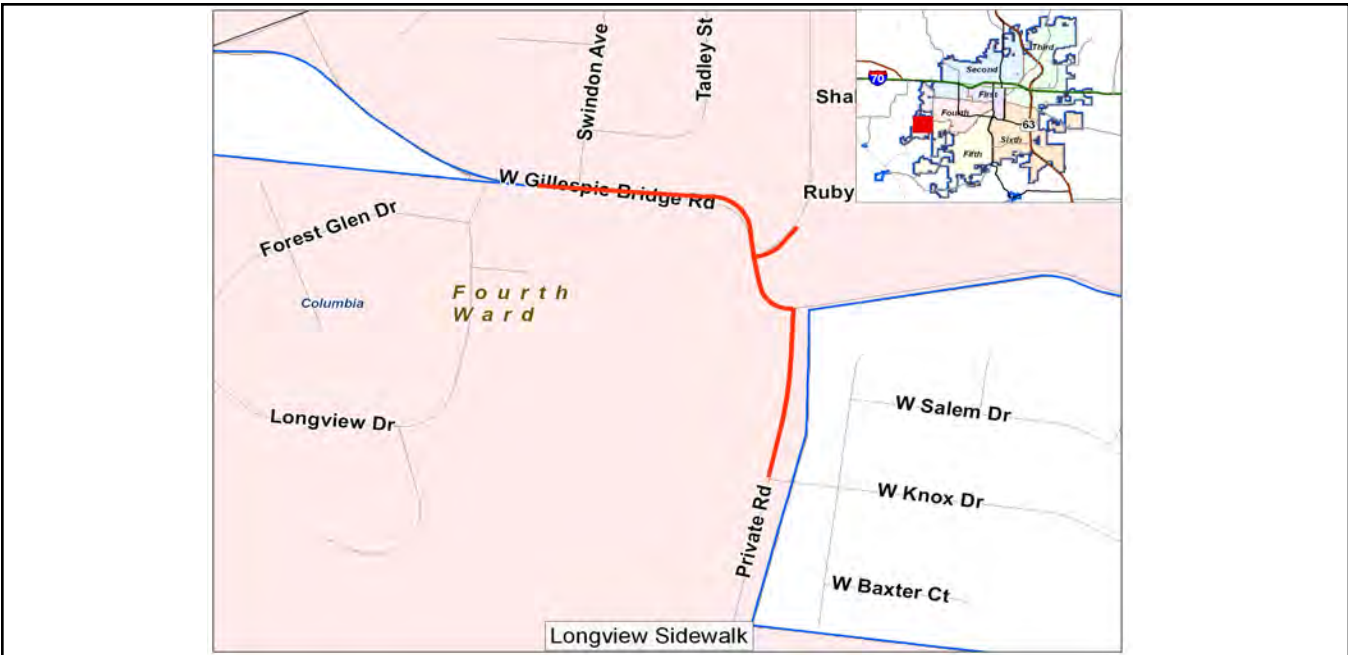 Swindon Ave
Tadley St
Sha
Third
Second
70
First
Fourth
63
Sixth
Fifth
W Gillespie Bridge Rd
Ruby
Forest Glen Dr
Columbia
Fourth
Ward
Longview Dr
W Salem Dr
W Knox Dr
Private Rd
W Baxter Ct
Longview Sidewalk